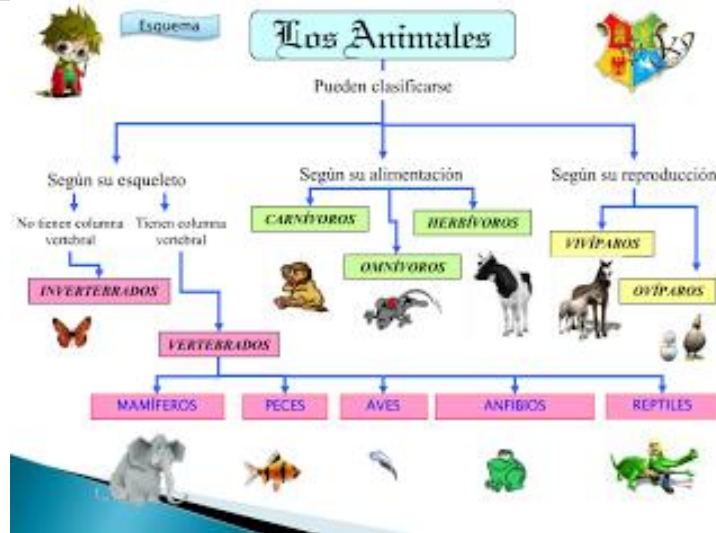 Esquema
Los Animales
Pueden clasificarse
Según su esqueleto
Según su alimentación
Según su reproducción
No tienen columna
vertebral
Tienen columna
vertebral
CARNÍVOROS
HERBÍVOROS
OMNÍVOROS
VIVÍPAROS
OVÍPAROS
INVERTEBRADOS
VERTEBRADOS
MAMÍFEROS
PECES
AVES
ANFIBIOS
REPTILES